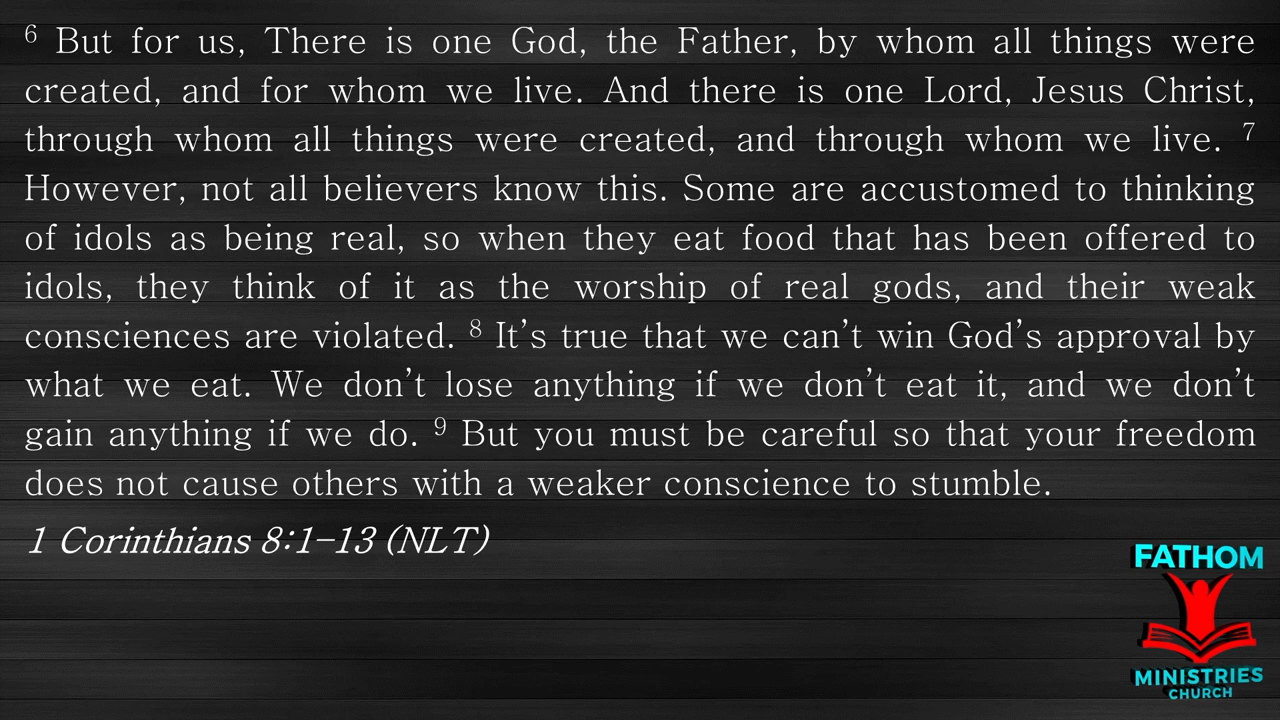 6 But for us, There is one God, the Father, by whom all things were
created, and for whom we live. And there is one Lord, Jesus Christ,
through whom all things were created, and through whom we live. 7
However, not all believers know this. Some are accustomed to thinking
of idols as being real, so when they eat food that has been offered to
idols, they think of it as the worship of real gods, and their weak
consciences are violated. 8 It’s true that we can’t win God’s approval by
what we eat. We don’t lose anything if we don’t eat it, and we don’t
gain anything if we do. 9 But you must be careful so that your freedom
does not cause others with a weaker conscience to stumble.
1 Corinthians 8:1–13 (NLT)
FATHOM
MINISTRIES
CHURCH